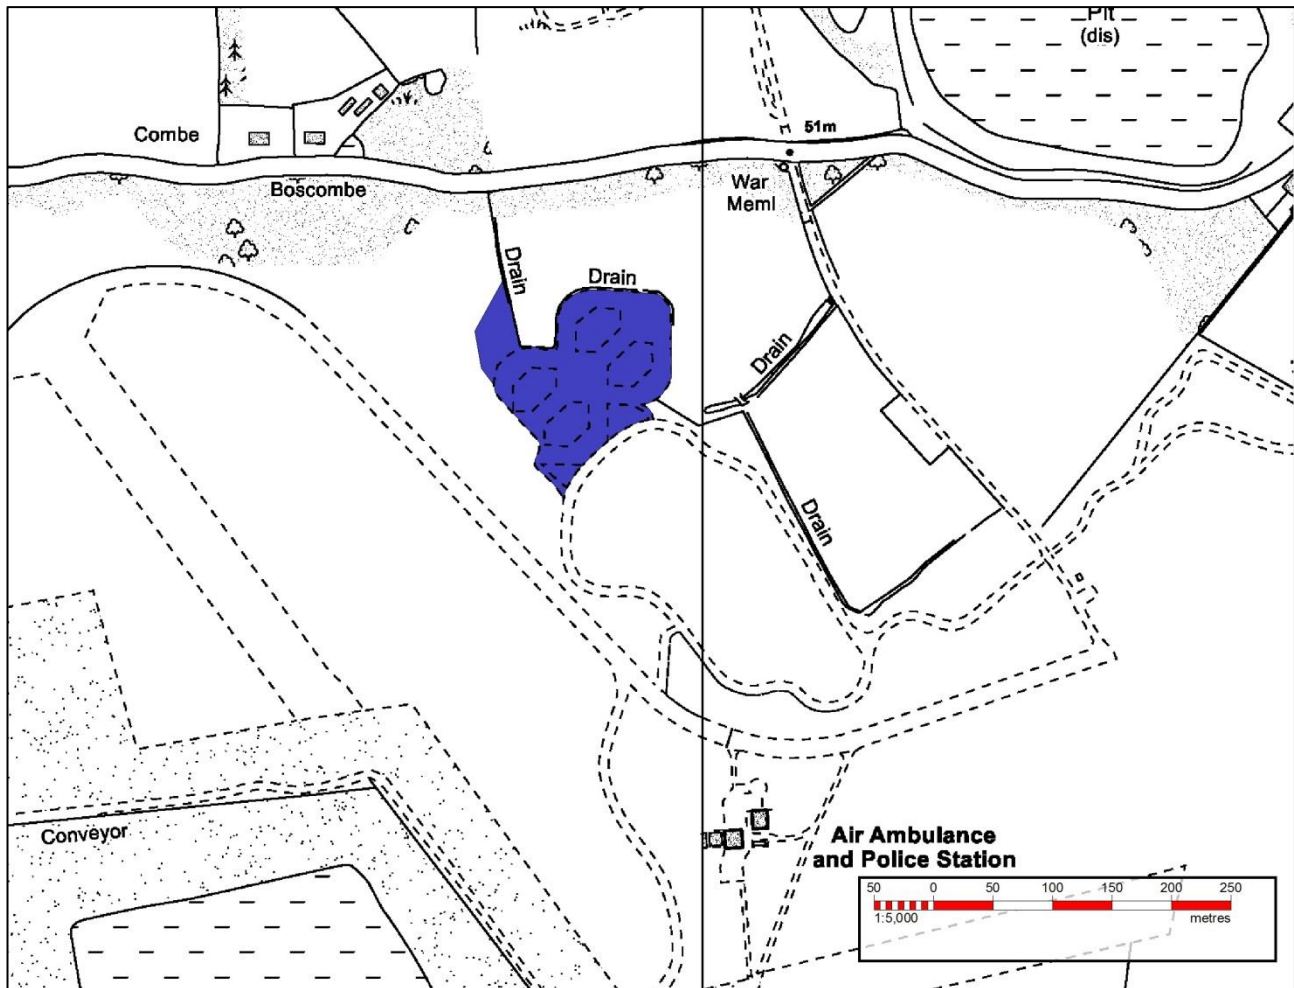 Pit
(dis)
51m
Combe
Boscombe
War
Meml
Drain
Drain
Drain
Drain
Conveyor
Air Ambulance
and Police Station
50 0 50 100 150 200 250
1:5,000 metres